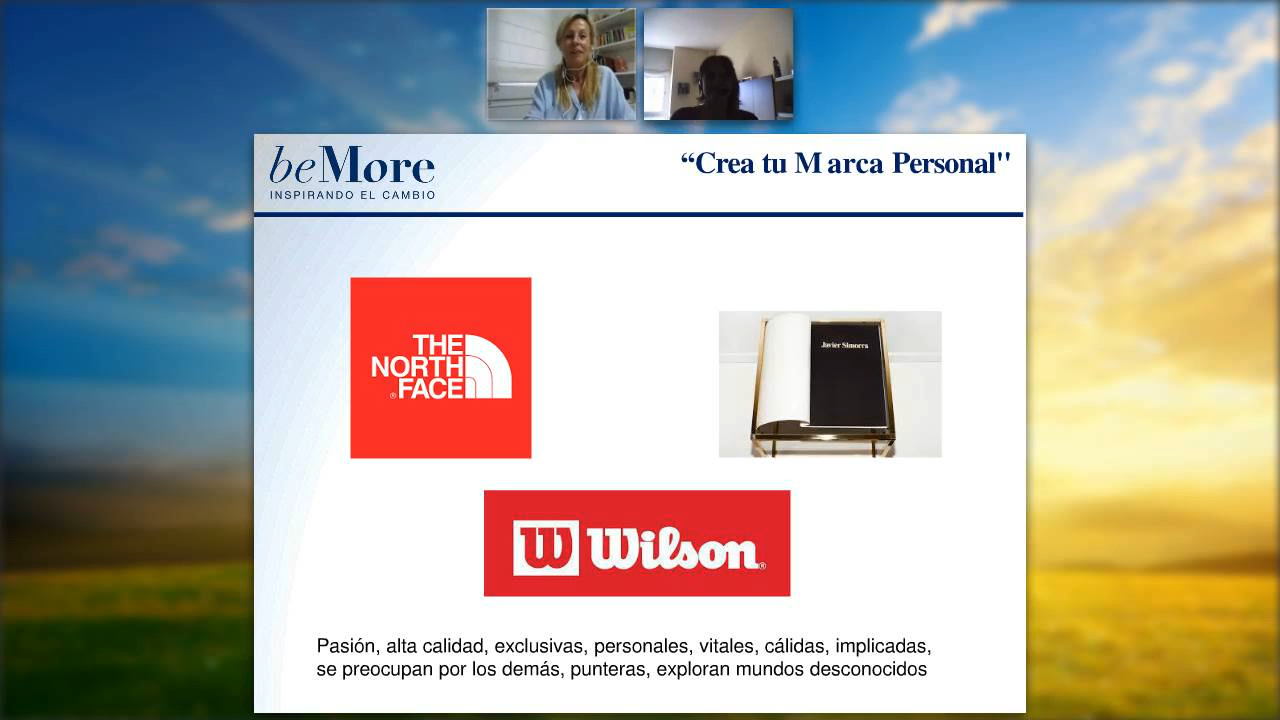 beMore
INSPIRANDO EL CAMBIO
“Crea tu Marca Personal"
THE
NORTH
FACE
®
Javier Simorra
W Wilson®
Pasión, alta calidad, exclusivas, personales, vitales, cálidas, implicadas,
se preocupan por los demás, punteras, exploran mundos desconocidos